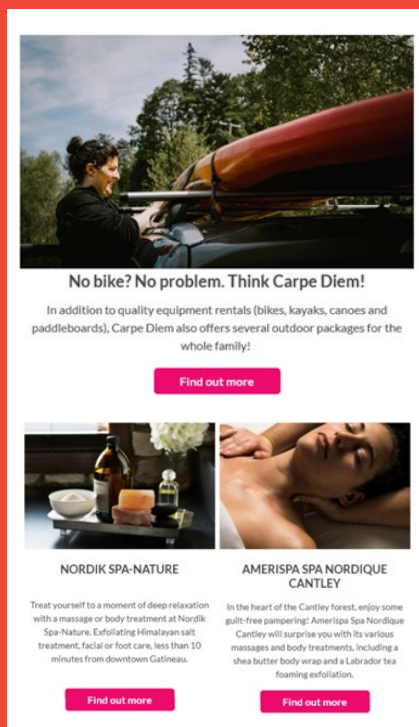 No bike? No problem. Think Carpe Diem!
In addition to quality equipment rentals (bikes, kayaks, canoes and
paddleboards), Carpe Diem also offers several outdoor packages for the
whole family!
Find out more
NORDIK SPA-NATURE
Treat yourself to a moment of deep relaxation
with a massage or body treatment at Nordik
Spa-Nature. Exfoliating Himalayan salt
treatment, facial or foot care, less than 10
minutes from downtown Gatineau.
Find out more
AMERISPA SPA NORDIQUE
CANTLEY
In the heart of the Cantley forest, enjoy some
guilt-free pampering! Amerispa Spa Nordique
Cantley will surprise you with its various
massages and body treatments, including a
shea butter body wrap and a Labrador tea
foaming exfoliation.
Find out more